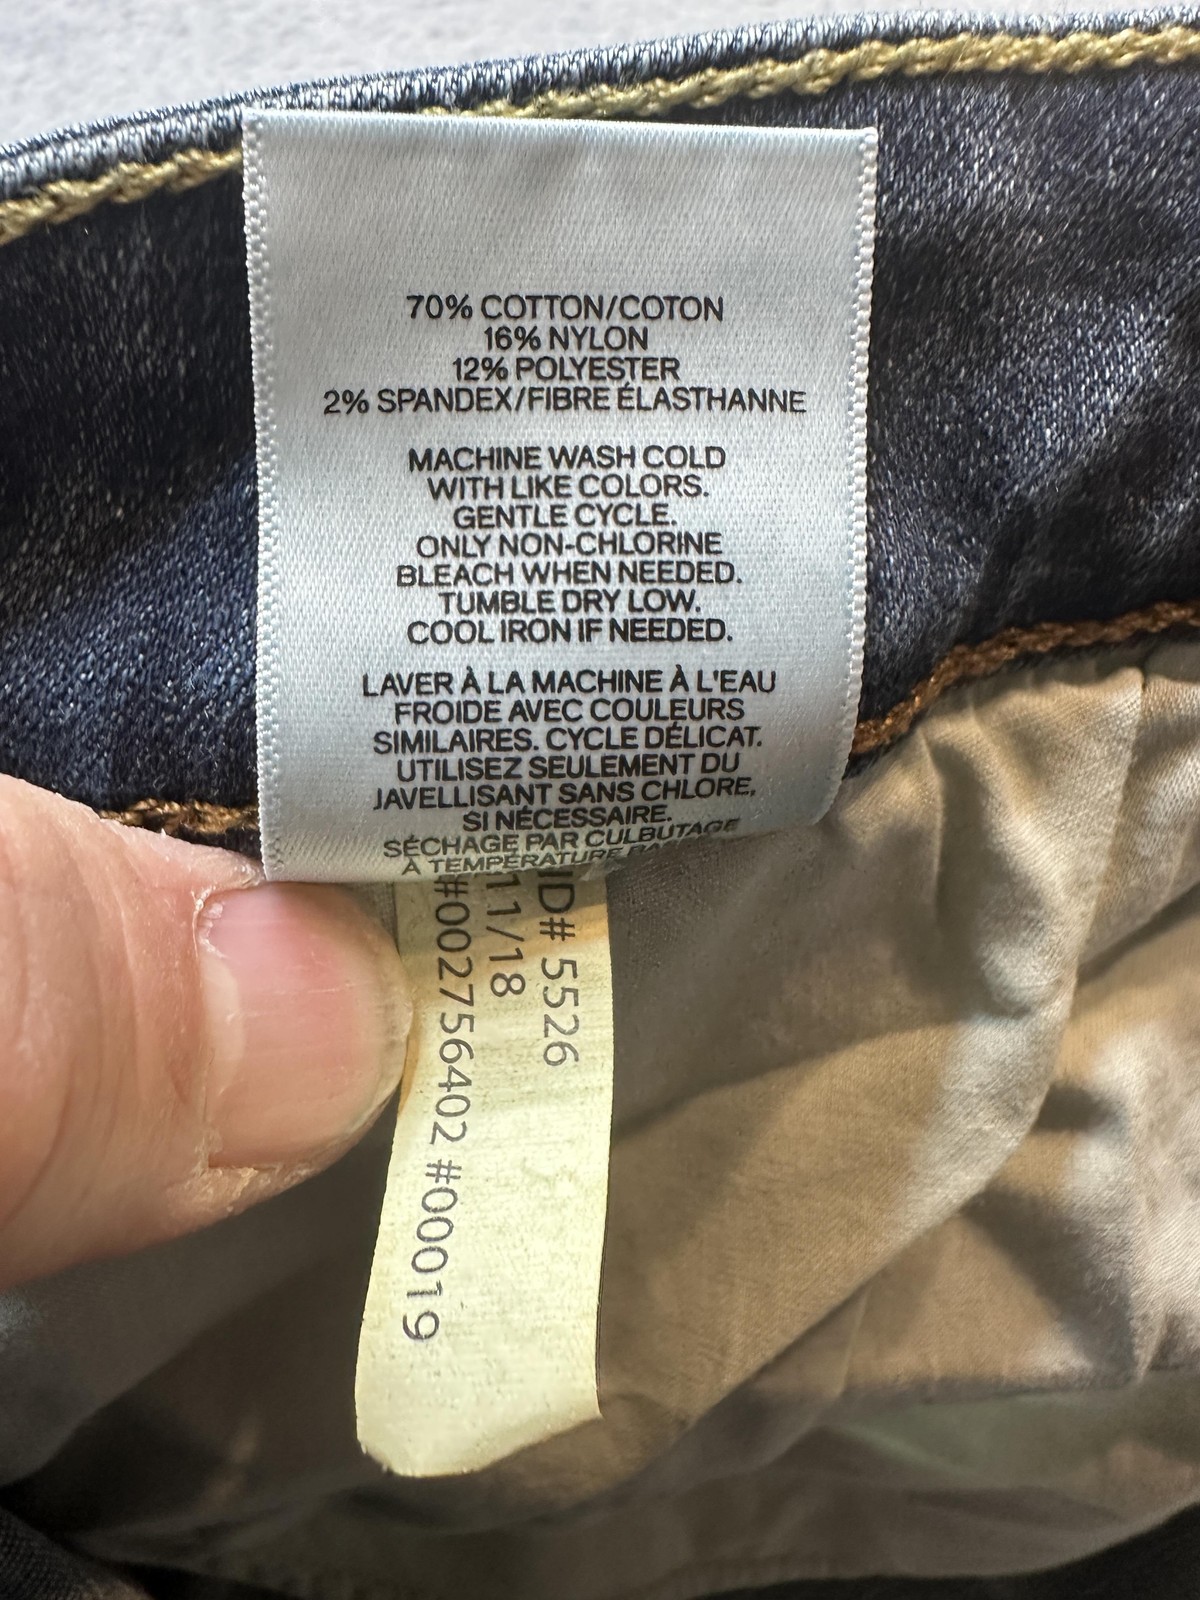 70% COTTON/COTON
16% NYLON
12% POLYESTER
2% SPANDEX/FIBRE ÉLASTHANNE
MACHINE WASH COLD
WITH LIKE COLORS.
GENTLE CYCLE.
ONLY NON-CHLORINE
BLEACH WHEN NEEDED.
TUMBLE DRY LOW.
COOL IRON IF NEEDED.
LAVER À LA MACHINE À L'EAU
FROIDE AVEC COULEURS
SIMILAIRES. CYCLE DÉLICAT.
UTILISEZ SEULEMENT DU
JAVELLISANT SANS CHLORE,
SI NÉCESSAIRE.
SÉCHAGE PAR CULBUTAGE
À TEMPÉRATURE
ID# 5526
11/18
#002756402 #00019